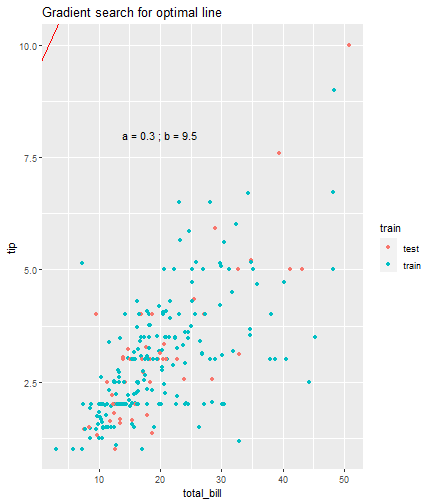 Gradient search for optimal line
10.0
a = 0.3 ; b = 9.5
7.5
tip
train
test
train
5.0
2.5
10
20
30
40
50
total_bill